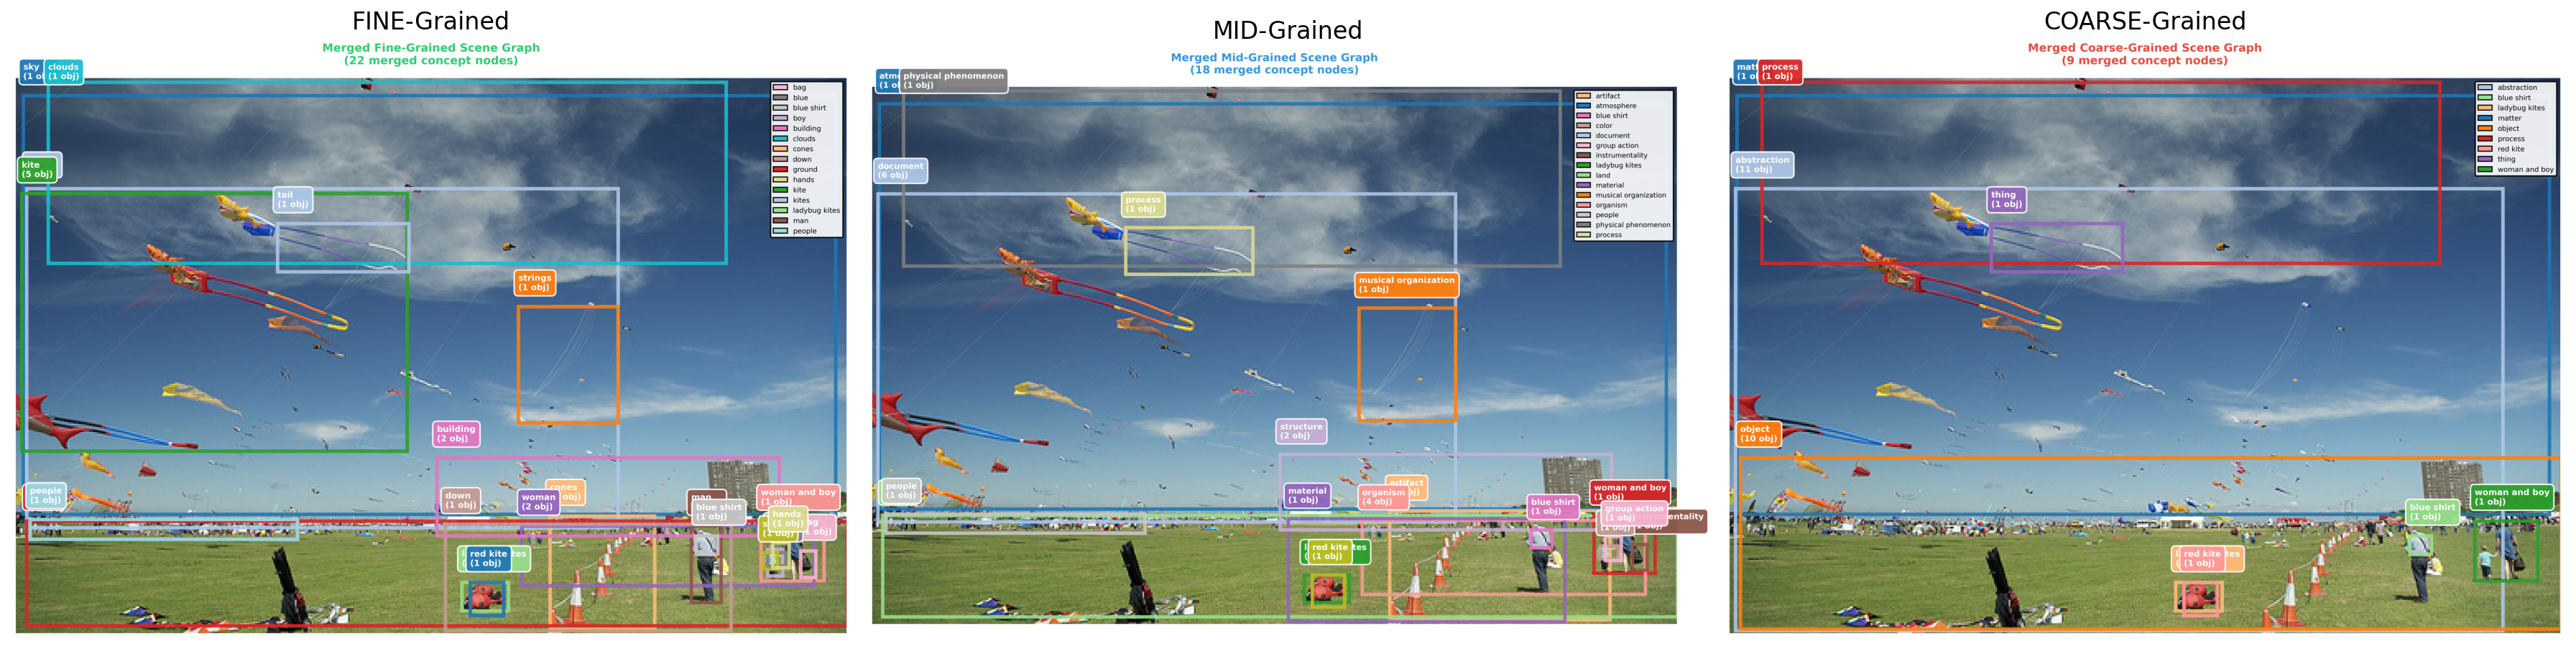 FINE-Grained
Merged Fine-Grained Scene Graph
(22 merged concept nodes)
sky
clouds
(1 obj)
kite
(5 obj)
tail
(1 obj)
strings
(1 obj)
building
(2 obj)
people
(1 obj)
down
(1 obj)
woman
(2 obj)
cones
man
blue shirt
(1 obj)
woman and boy
(1 obj)
hands
(1 obj)
red kite
(1 obj)
bag
blue
blue shirt
boy
building
clouds
cones
down
ground
hands
kite
kites
ladybug kites
man
people
MID-Grained
Merged Mid-Grained Scene Graph
(18 merged concept nodes)
physical phenomenon
(1 obj)
document
(6 obj)
process
(1 obj)
musical organization
(1 obj)
structure
(2 obj)
people
(1 obj)
material
(1 obj)
organism
(4 obj)
artifact
blue shirt
(1 obj)
woman and boy
(1 obj)
group action
(1 obj)
red kite
(1 obj)
artifact
atmosphere
blue shirt
color
document
group action
instrumentality
ladybug kites
land
material
musical organization
organism
people
physical phenomenon
process
COARSE-Grained
Merged Coarse-Grained Scene Graph
(9 merged concept nodes)
process
(1 obj)
abstraction
(11 obj)
thing
(1 obj)
object
(10 obj)
blue shirt
(1 obj)
woman and boy
(1 obj)
red kite
(1 obj)
abstraction
blue shirt
ladybug kites
matter
object
process
red kite
thing
woman and boy